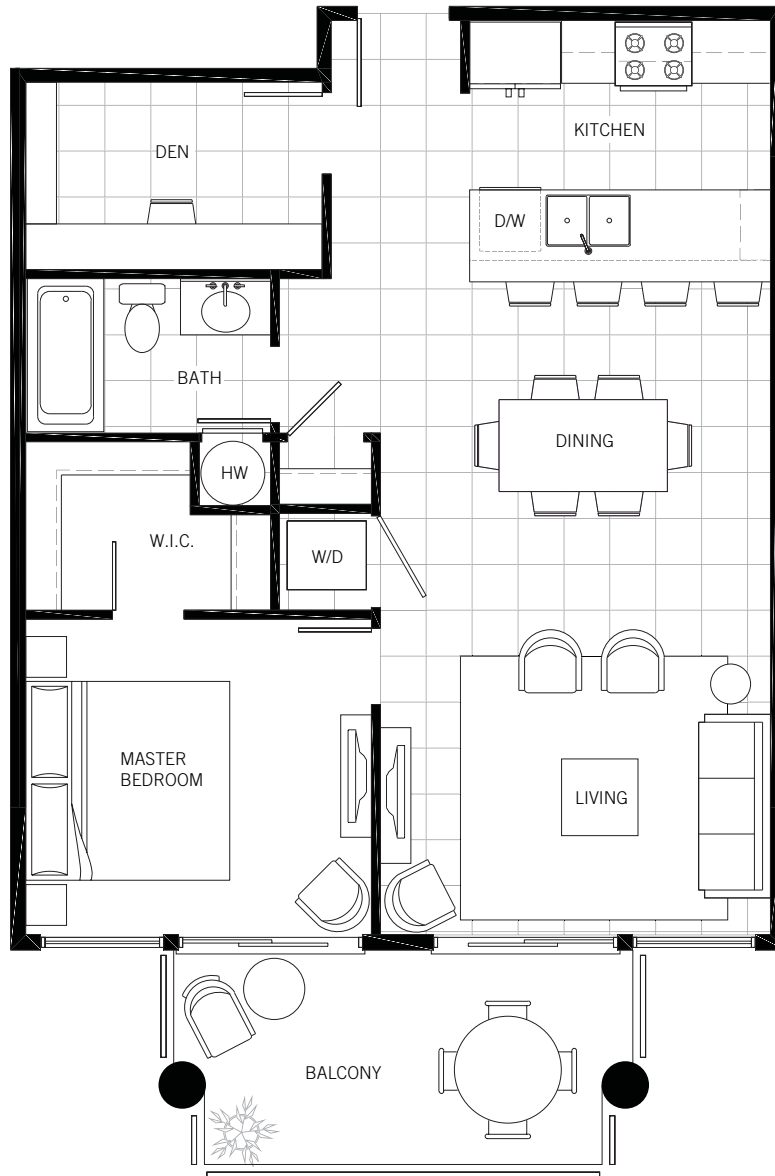 KITCHEN
DEN
D/W
BATH
DINING
HW
W.I.C.
W/D
MASTER
BEDROOM
LIVING
BALCONY